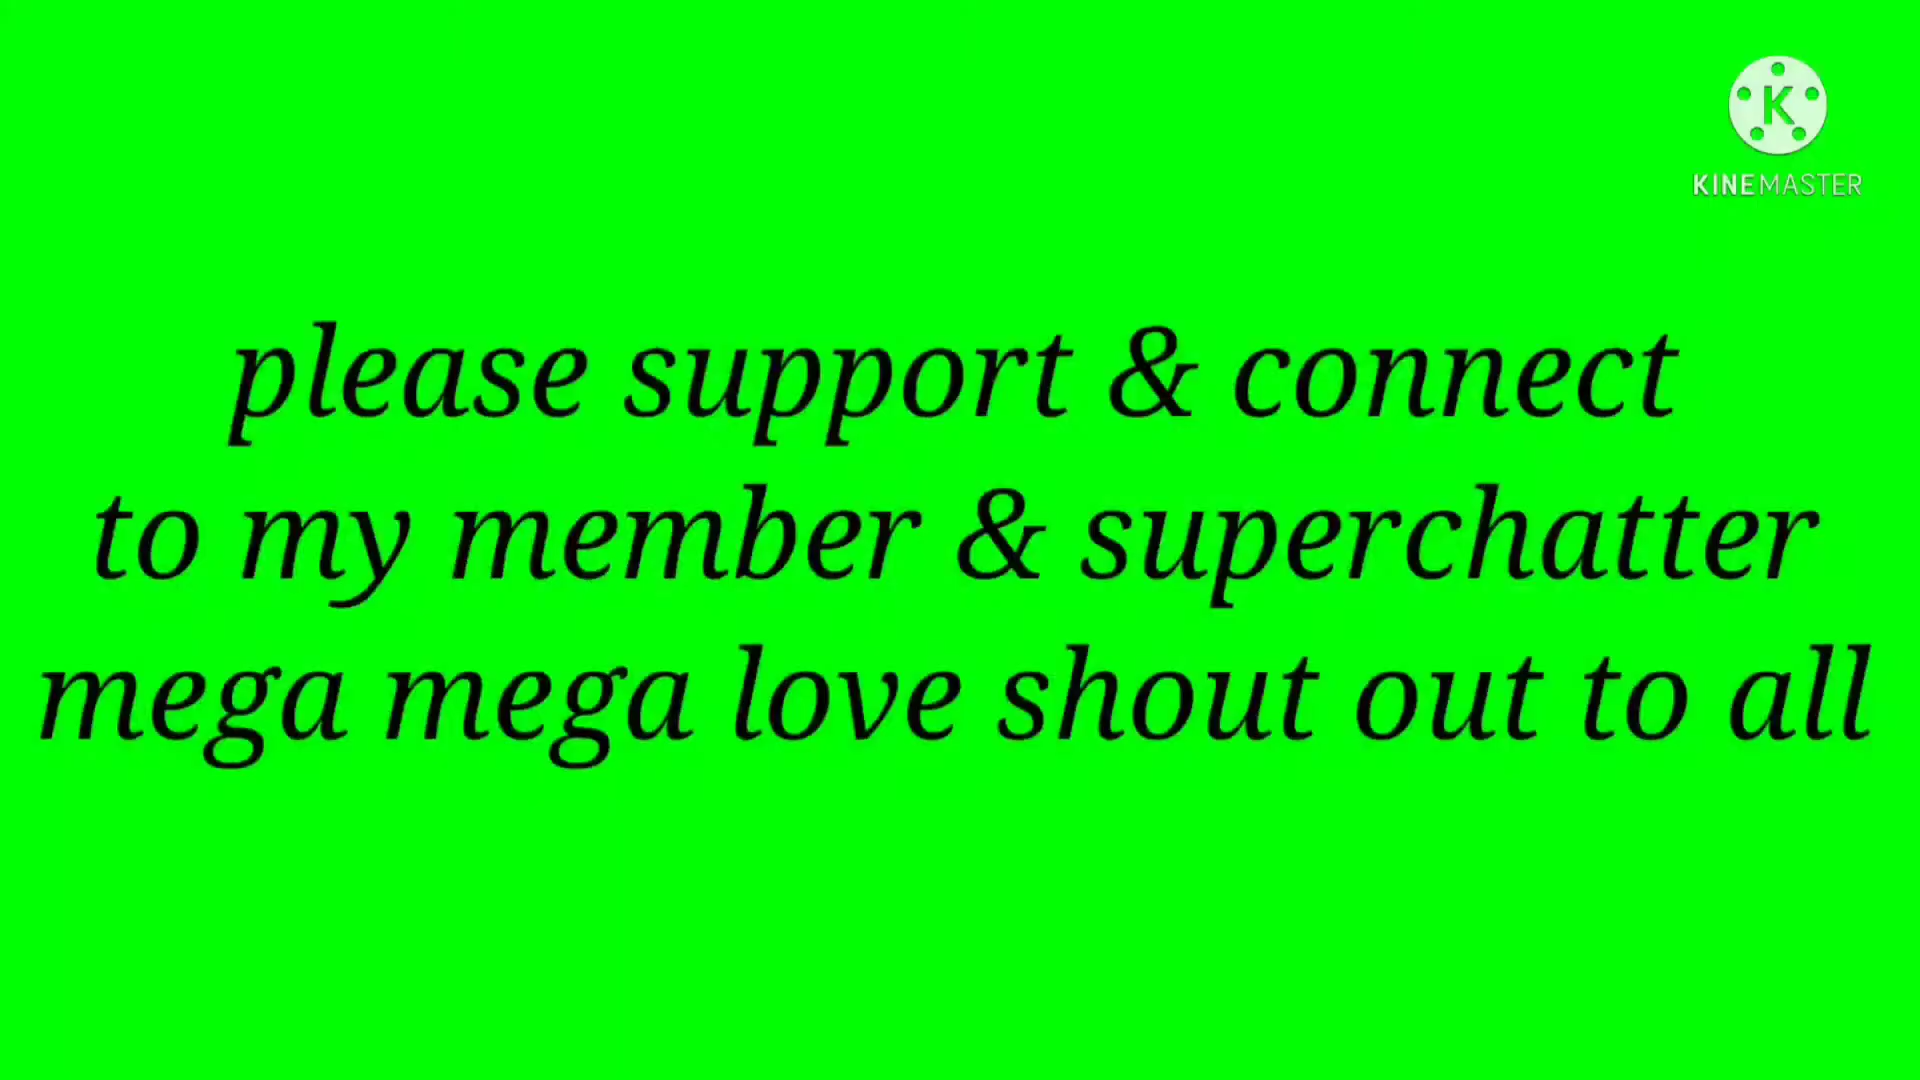 K
KINEMASTER
please support & connect
to my member & superchatter
mega mega love shout out to all